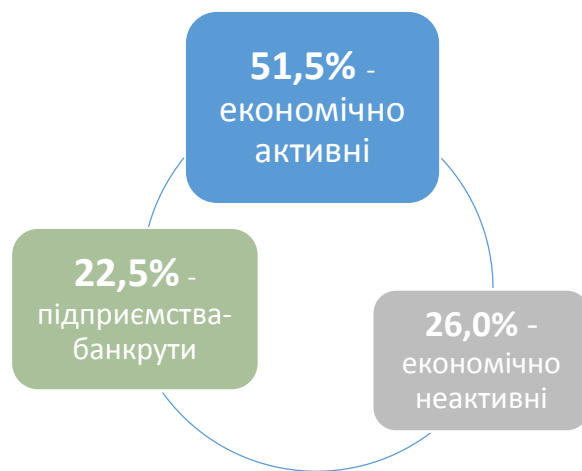 51,5% -
економічно
активні
22,5% -
підприємства-
банкрути
26,0% -
економічно
неактивні